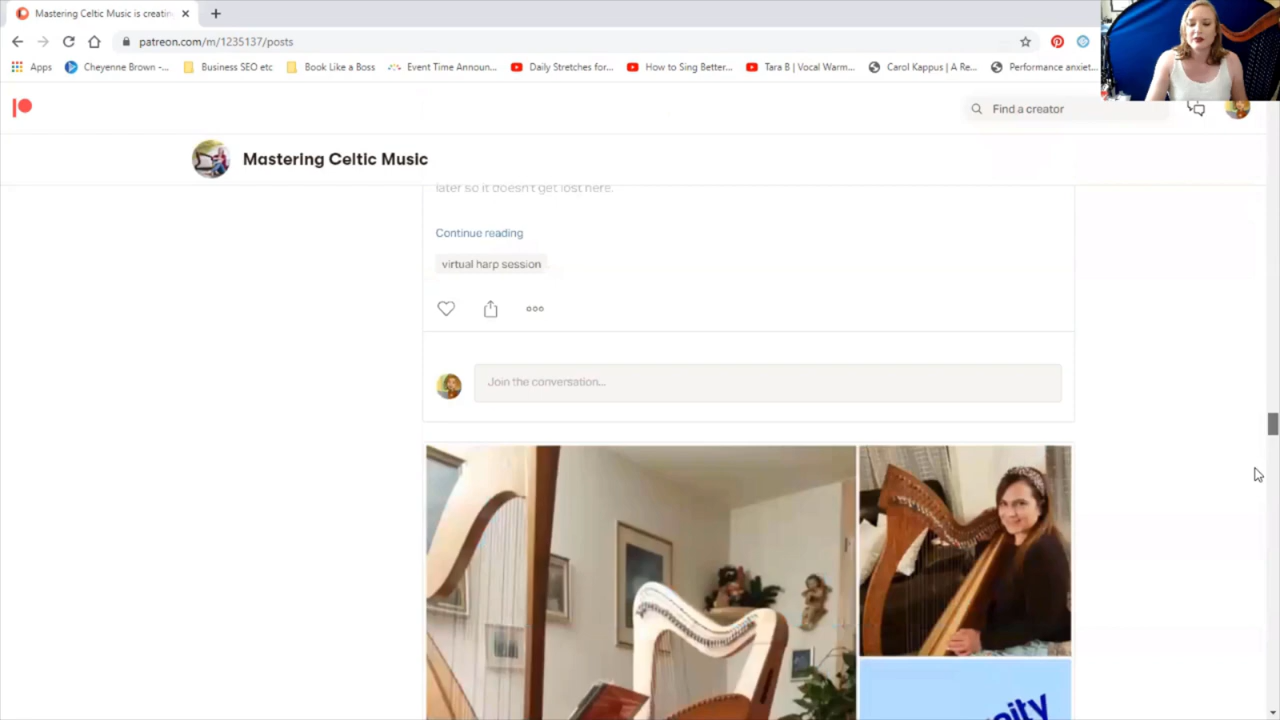 Mastering Celtic Music is creatin
patreon.com/m/1235137/posts
Apps
Cheyenne Brown -...
Business SEO etc
Book Like a Boss
Event Time Announ...
Daily Stretches for...
How to Sing Better...
Tara B | Vocal Warm...
Carol Kappus | A Re...
Performance anxiet...
Find a creator
Mastering Celtic Music
later so it doesn't get lost here.
Continue reading
virtual harp session
Join the conversation...